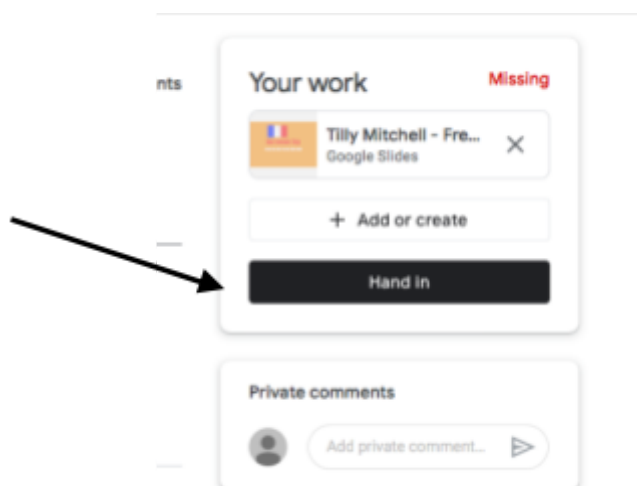 nts
Your work
Missing
Tilly Mitchell - Fre...
Google Slides
+ Add or create
Hand in
Private comments
Add private comment...